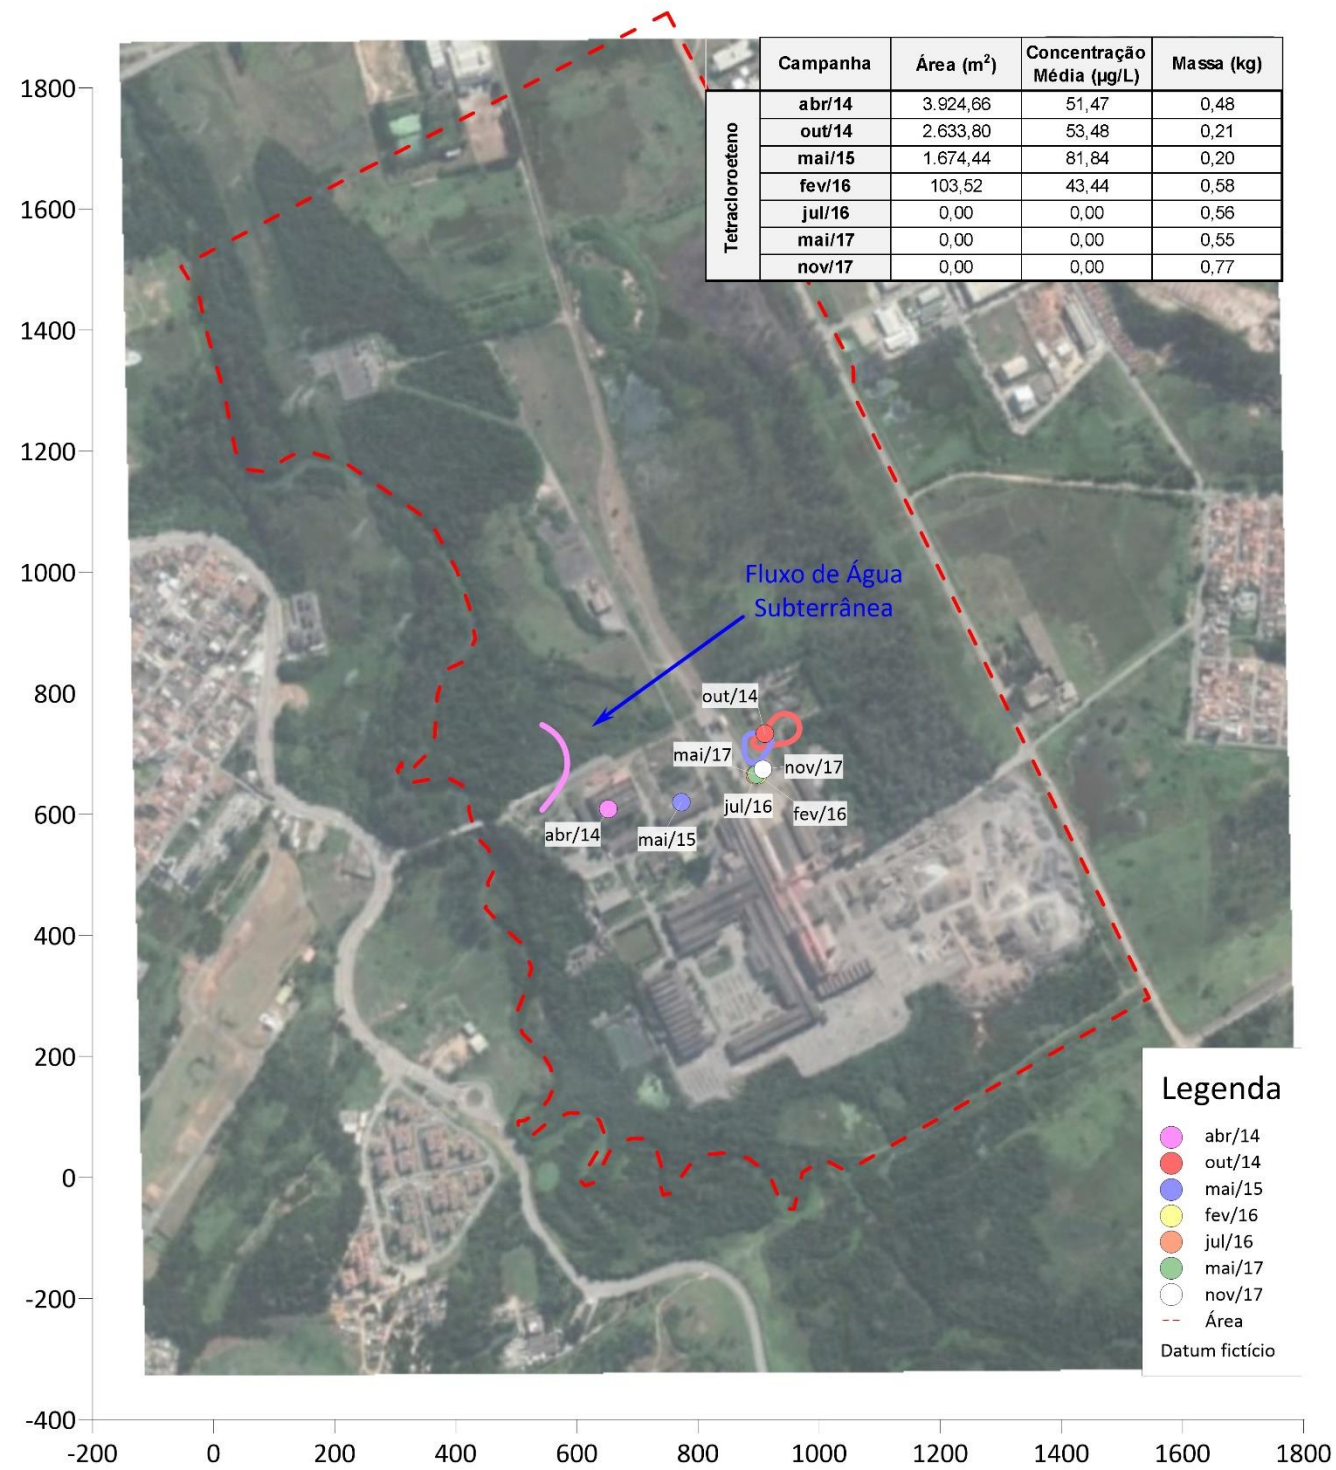 Campanha Área (m²) Concentração Média (µg/L) Massa (kg)
Tetracloroeteno
abr/14 3.924,66 51,47 0,48
out/14 2.633,80 53,48 0,21
mai/15 1.674,44 81,84 0,20
fev/16 103,52 43,44 0,58
jul/16 0,00 0,00 0,56
mai/17 0,00 0,00 0,55
nov/17 0,00 0,00 0,77
1800
1600
1400
1200
1000
800
600
400
200
0
-200
-400
Fluxo de Água
Subterrânea
out/14
mai/17
nov/17
jul/16
fev/16
abr/14
mai/15
Legenda
abr/14
out/14
mai/15
fev/16
jul/16
mai/17
nov/17
Área
Datum fictício
-200 0 200 400 600 800 1000 1200 1400 1600 1800